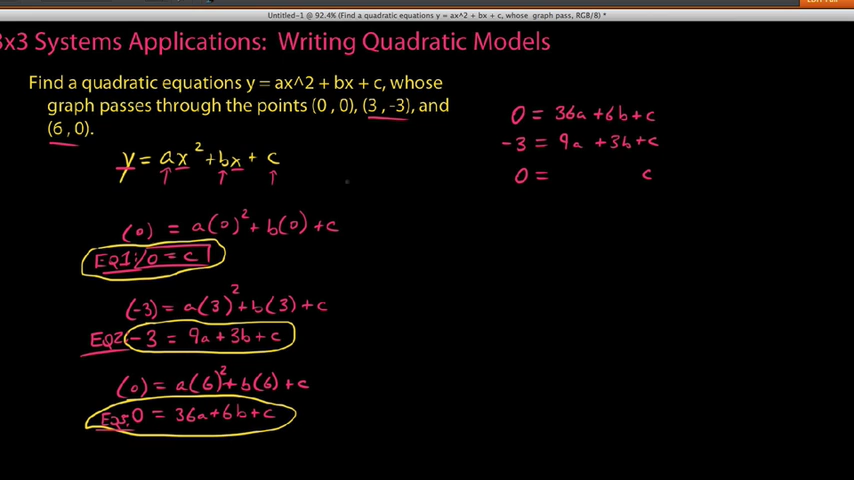 Untitled-1 @ 92.4% (Find a quadratic equations y = ax^2 + bx + c, whose graph pass, RGB/8) *
3x3 Systems Applications: Writing Quadratic Models
Find a quadratic equations y = ax^2 + bx + c, whose
graph passes through the points (0 , 0), (3 , -3), and
(6 , 0).
y = ax² + bx + c
(0) = a(0)² + b(0) + c
EQ1: 0 = c
(-3) = a(3)² + b(3) + c
EQ2: -3 = 9a + 3b + c
(0) = a(6)² + b(6) + c
EQ3: 0 = 36a + 6b + c
0 = 36a + 6b + c
-3 = 9a + 3b + c
0 = c